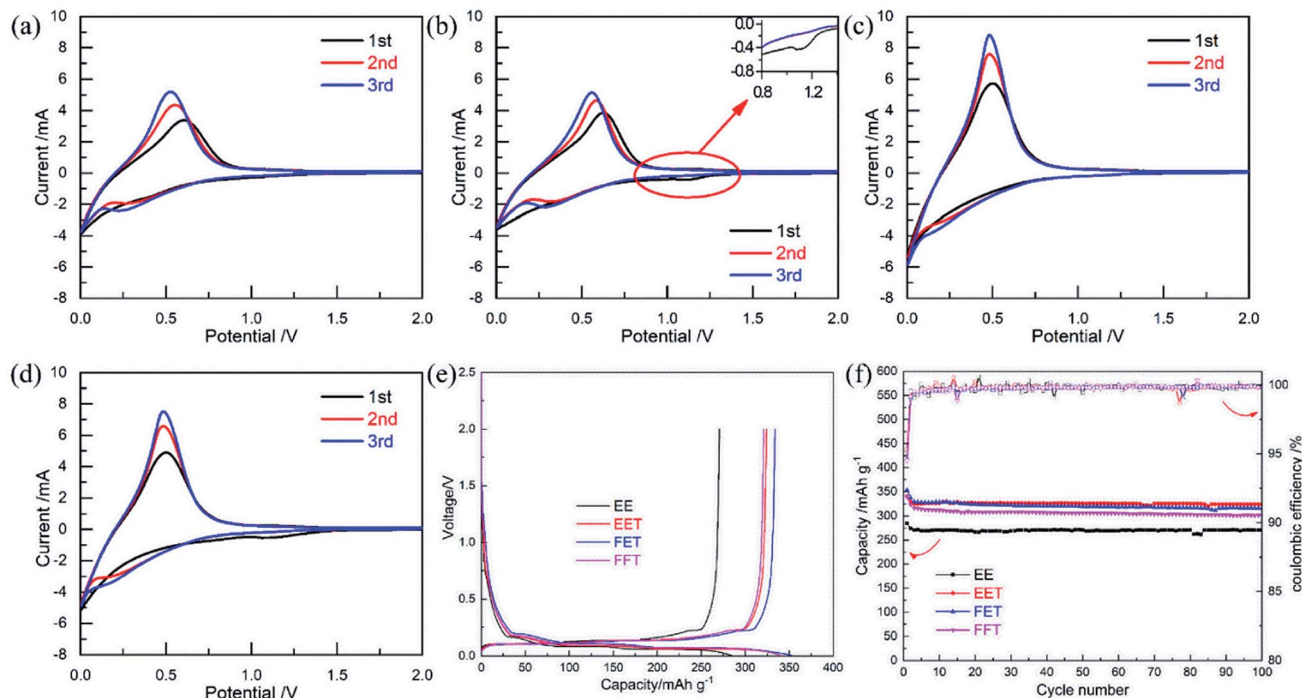 (a)
10
8
6
4
2
0
-2
-4
-6
-8
Current /mA
1st
2nd
3rd
0.0 0.5 1.0 1.5 2.0
Potential /V
(b)
10
8
6
4
2
0
-2
-4
-6
-8
Current /mA
0.0
-0.4
-0.8
0.8 1.2
1st
2nd
3rd
0.0 0.5 1.0 1.5 2.0
Potential /V
(c)
10
8
6
4
2
0
-2
-4
-6
-8
Current /mA
1st
2nd
3rd
0.0 0.5 1.0 1.5 2.0
Potential /V
(d)
10
8
6
4
2
0
-2
-4
-6
-8
Current /mA
1st
2nd
3rd
0.0 0.5 1.0 1.5 2.0
Potential /V
(e)
2.5
2.0
1.5
1.0
0.5
0.0
Voltage/V
EE
EET
FET
FFT
0 50 100 150 200 250 300 400
Capacity/mAh g⁻¹
(f)
600
550
500
450
400
350
300
250
200
150
100
50
0
Capacity /mAh g⁻¹
EE
EET
FET
FFT
100
95
90
85
80
coulombic efficiency /%
0 10 20 30 40 50 60 70 80 90 100
Cycle number